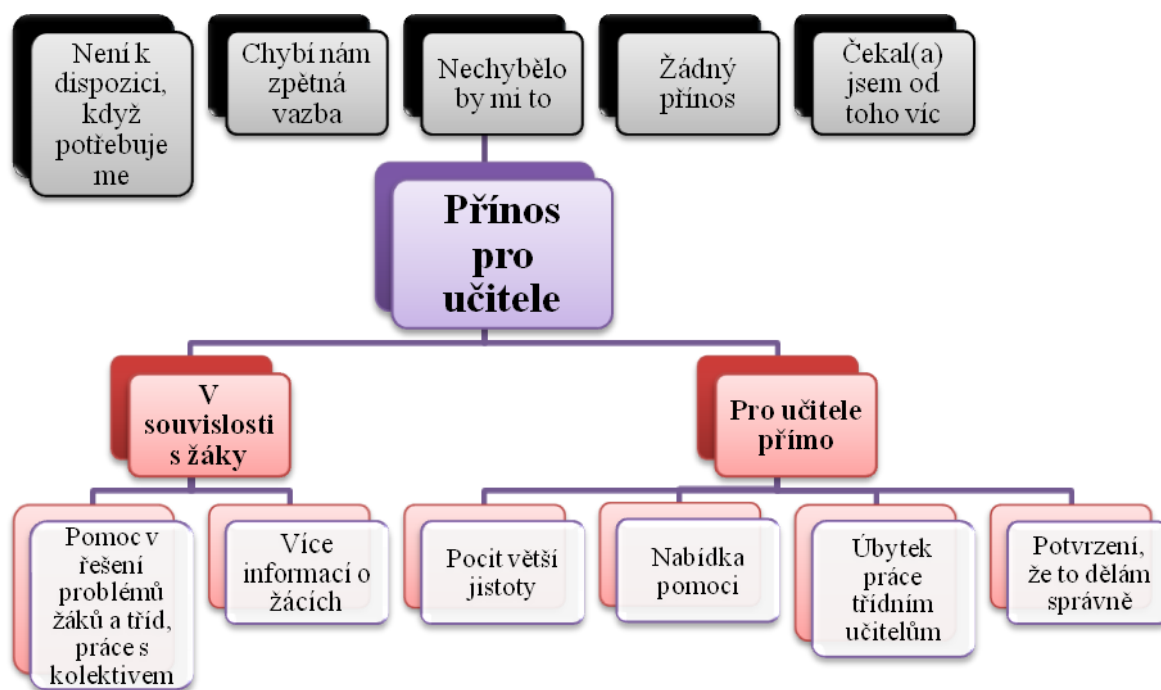 Není k
dispozici,
když
potřebuje
me
Chybí nám
zpětná
vazba
Nechybělo
by mi to
Žádný
přínos
Čekal(a)
jsem od
toho víc
Přínos
pro
učitele
V
souvislosti
s žáky
Pro učitele
přímo
Pomoc v
řešení
problémů
žáků a tříd,
práce s
kolektivem
Více
informací o
žácích
Pocit větší
jistoty
Nabídka
pomoci
Úbytek
práce
třídním
učitelům
Potvrzení,
že to dělám
správně